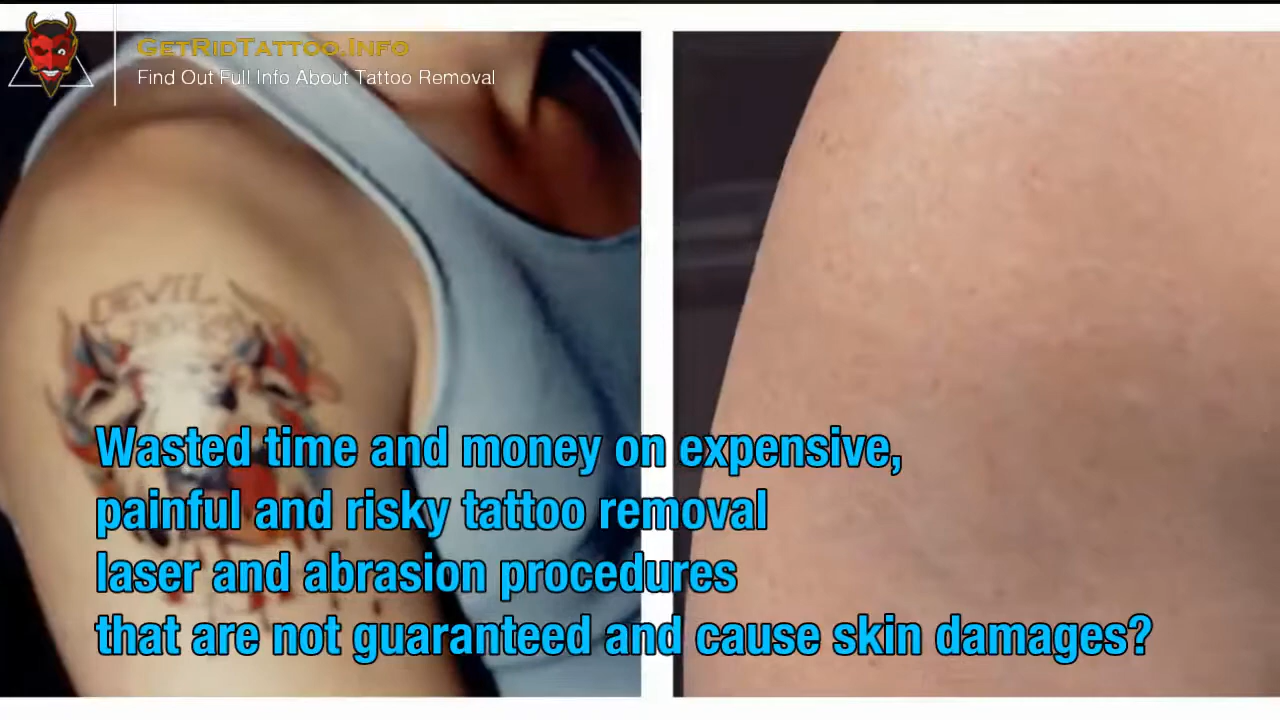 GetRidTattoo.Info
Find Out Full Info About Tattoo Removal
DEVIL
Wasted time and money on expensive,
painful and risky tattoo removal
laser and abrasion procedures
that are not guaranteed and cause skin damages?